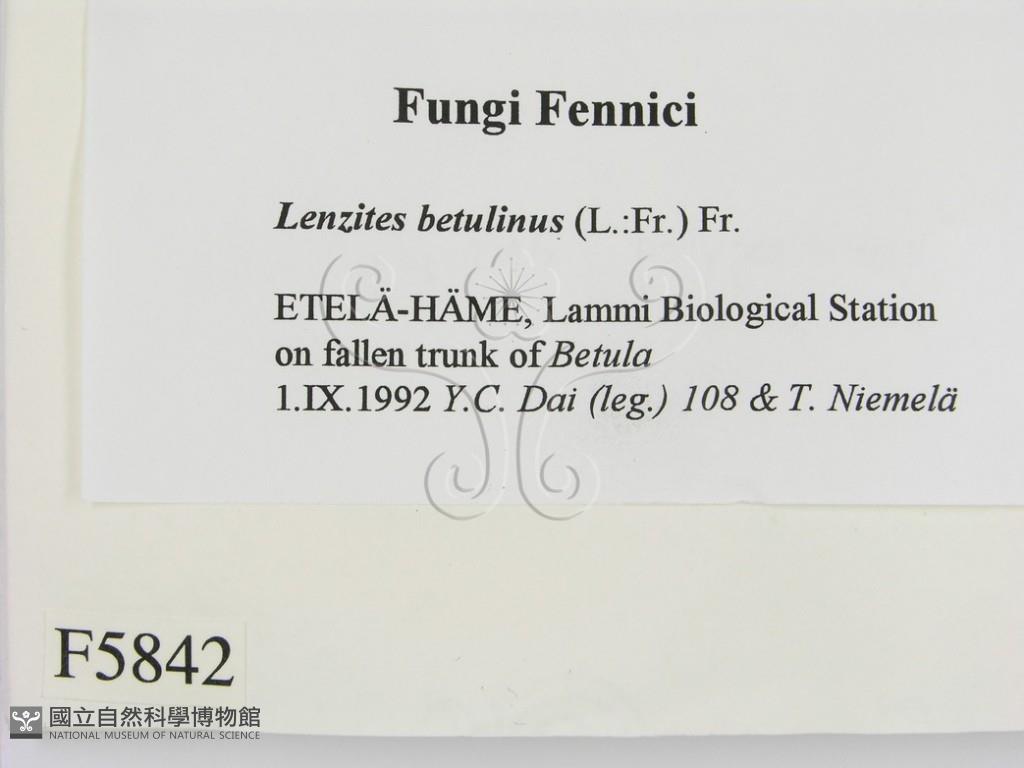 Fungi Fennici
Lenzites betulinus (L.:Fr.) Fr.
ETELÄ-HÄME, Lammi Biological Station
on fallen trunk of Betula
1.IX.1992 Y.C. Dai (leg.) 108 & T. Niemelä
F5842
國立自然科學博物館
NATIONAL MUSEUM OF NATURAL SCIENCE